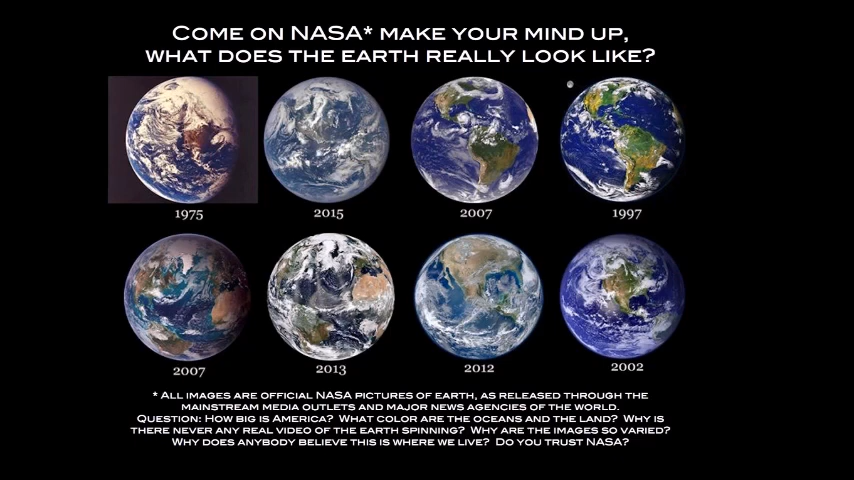 Come on NASA* make your mind up,
what does the earth really look like?
1975
2015
2007
1997
2007
2013
2012
2002
* All images are official NASA pictures of earth, as released through the
mainstream media outlets and major news agencies of the world.
Question: How big is America? What color are the oceans and the land? Why is
there never any real video of the earth spinning? Why are the images so varied?
Why does anybody believe this is where we live? Do you trust NASA?